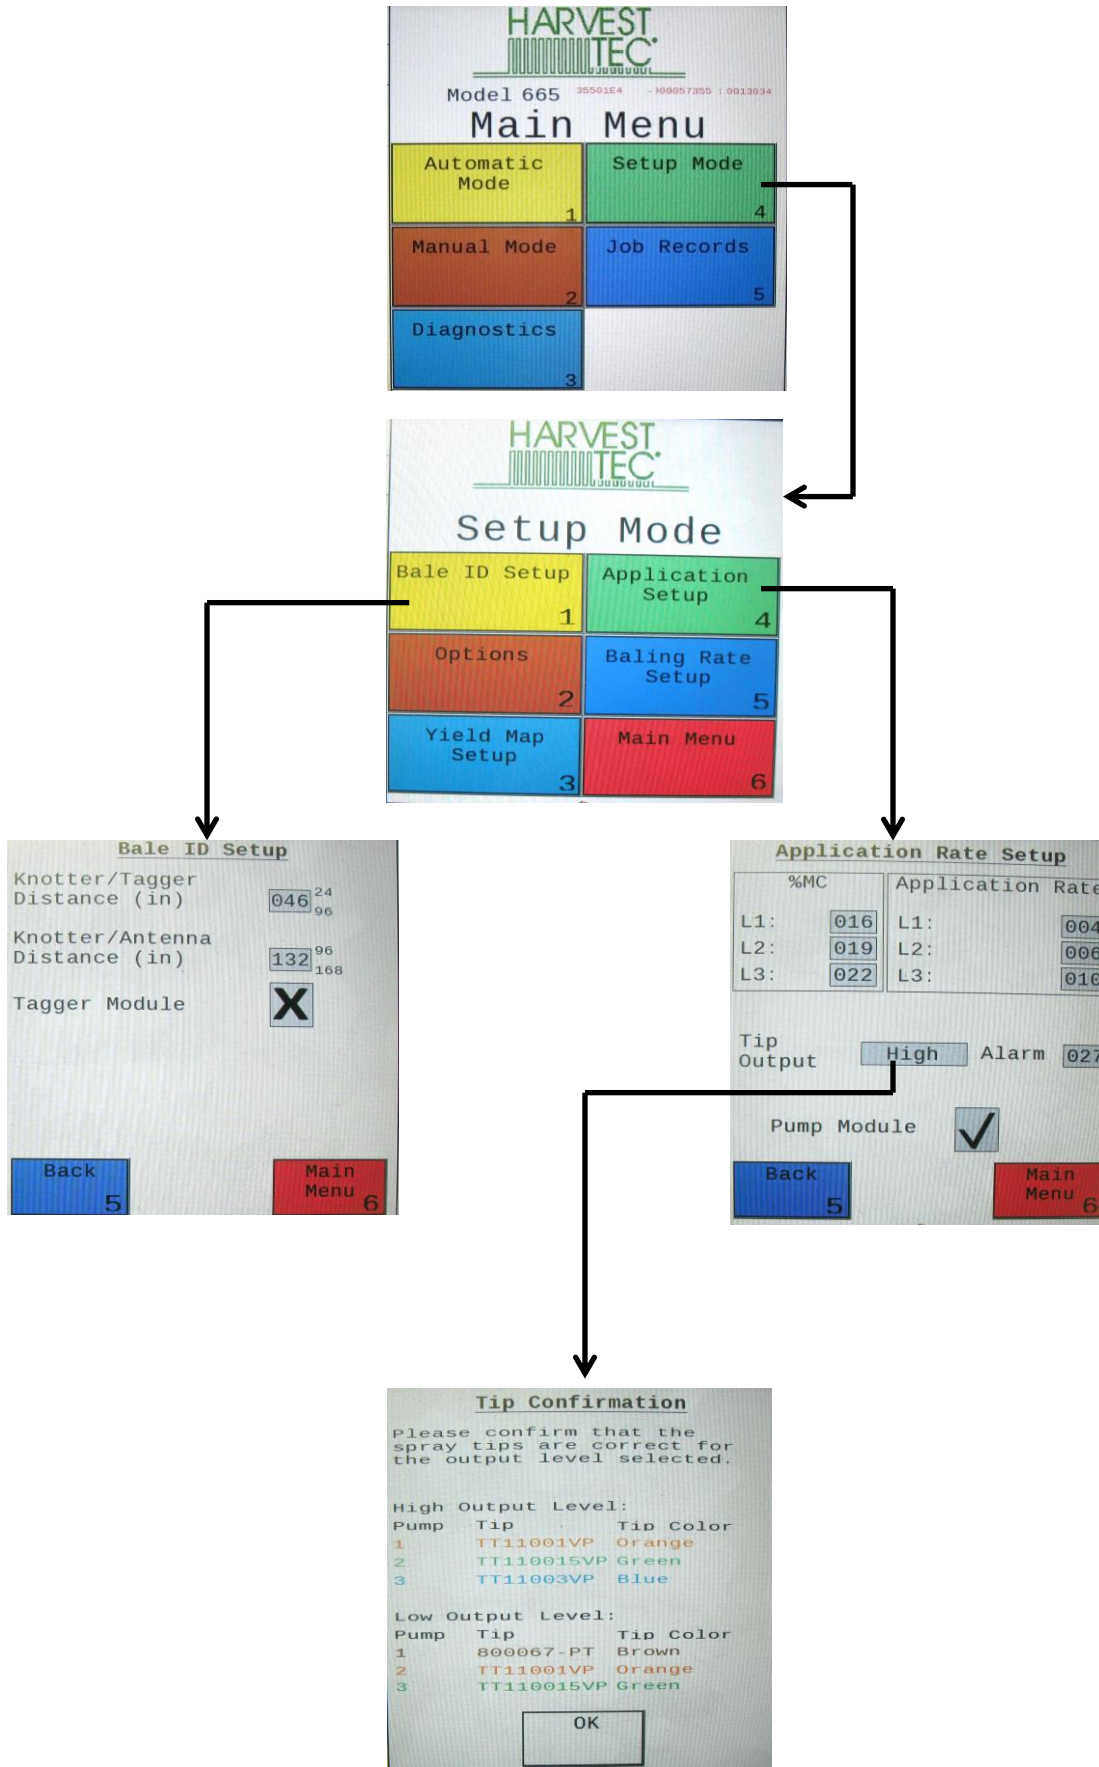 HARVEST
TEC
Model 665 35501E4 -J00057355 : 0013034
Main Menu
Automatic
Mode
1
Setup Mode
4
Manual Mode
2
Job Records
5
Diagnostics
3
HARVEST
TEC
Setup Mode
Bale ID Setup
1
Application
Setup
4
Options
2
Baling Rate
Setup
5
Yield Map
Setup
3
Main Menu
6
Bale ID Setup
Knotter/Tagger
Distance (in) 046 24
96
Knotter/Antenna
Distance (in) 132 96
168
Tagger Module X
Back
5
Main
Menu 6
Application Rate Setup
%MC Application Rate
L1: 016 L1: 004
L2: 019 L2: 006
L3: 022 L3: 010
Tip
Output High Alarm 027
Pump Module ✓
Back
5
Main
Menu 6
Tip Confirmation
Please confirm that the
spray tips are correct for
the output level selected.
High Output Level:
Pump Tip Tip Color
1 TT11001VP Orange
2 TT110015VP Green
3 TT11003VP Blue
Low Output Level:
Pump Tip Tip Color
1 800067-PT Brown
2 TT11001VP Orange
3 TT110015VP Green
OK